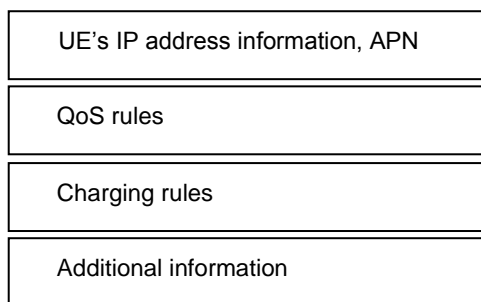 UE's IP address information, APN
QoS rules
Charging rules
Additional information